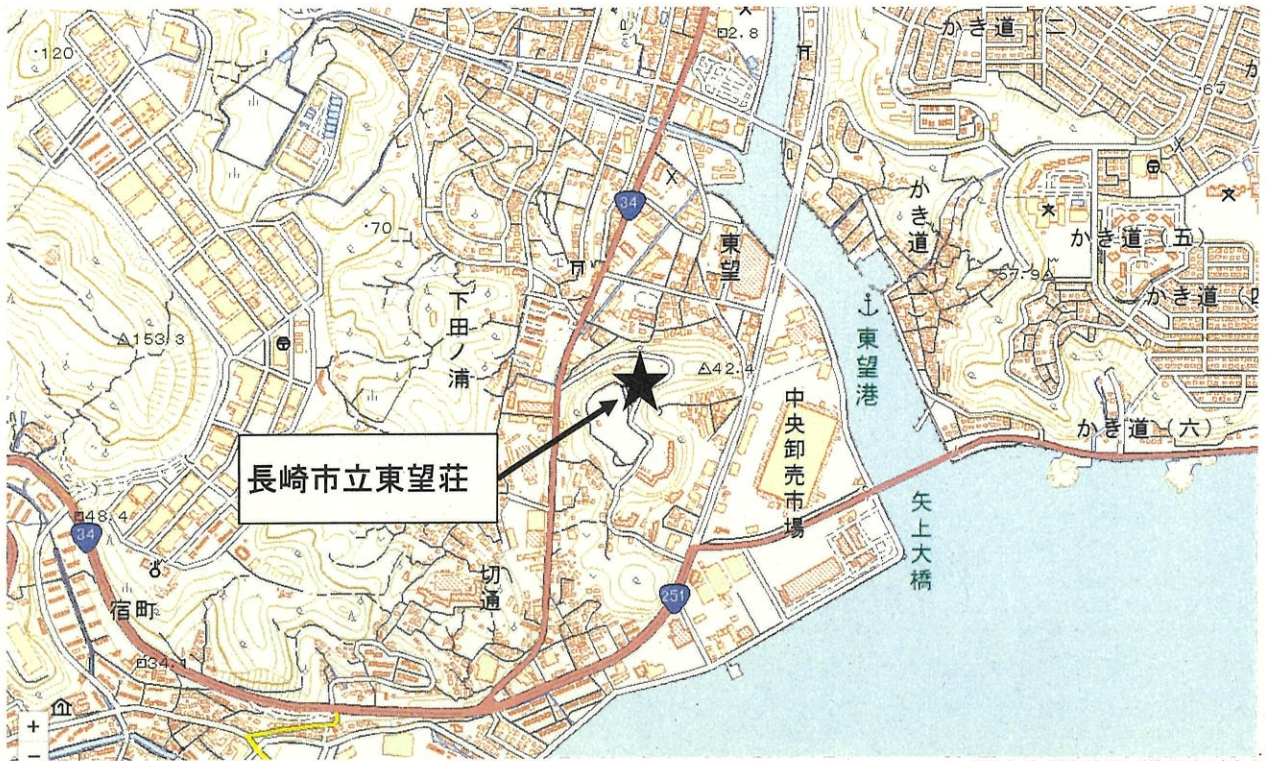 かき道(二)
120
2.8
67
34
70
かき道(一)
かき道(五)
東望
57.9
かき道(四
下田ノ浦
153.3
東望港
42.4
中央卸売市場
かき道(六)
長崎市立東望荘
矢上大橋
48.4
34
切通
251
宿町
34.1
+
−